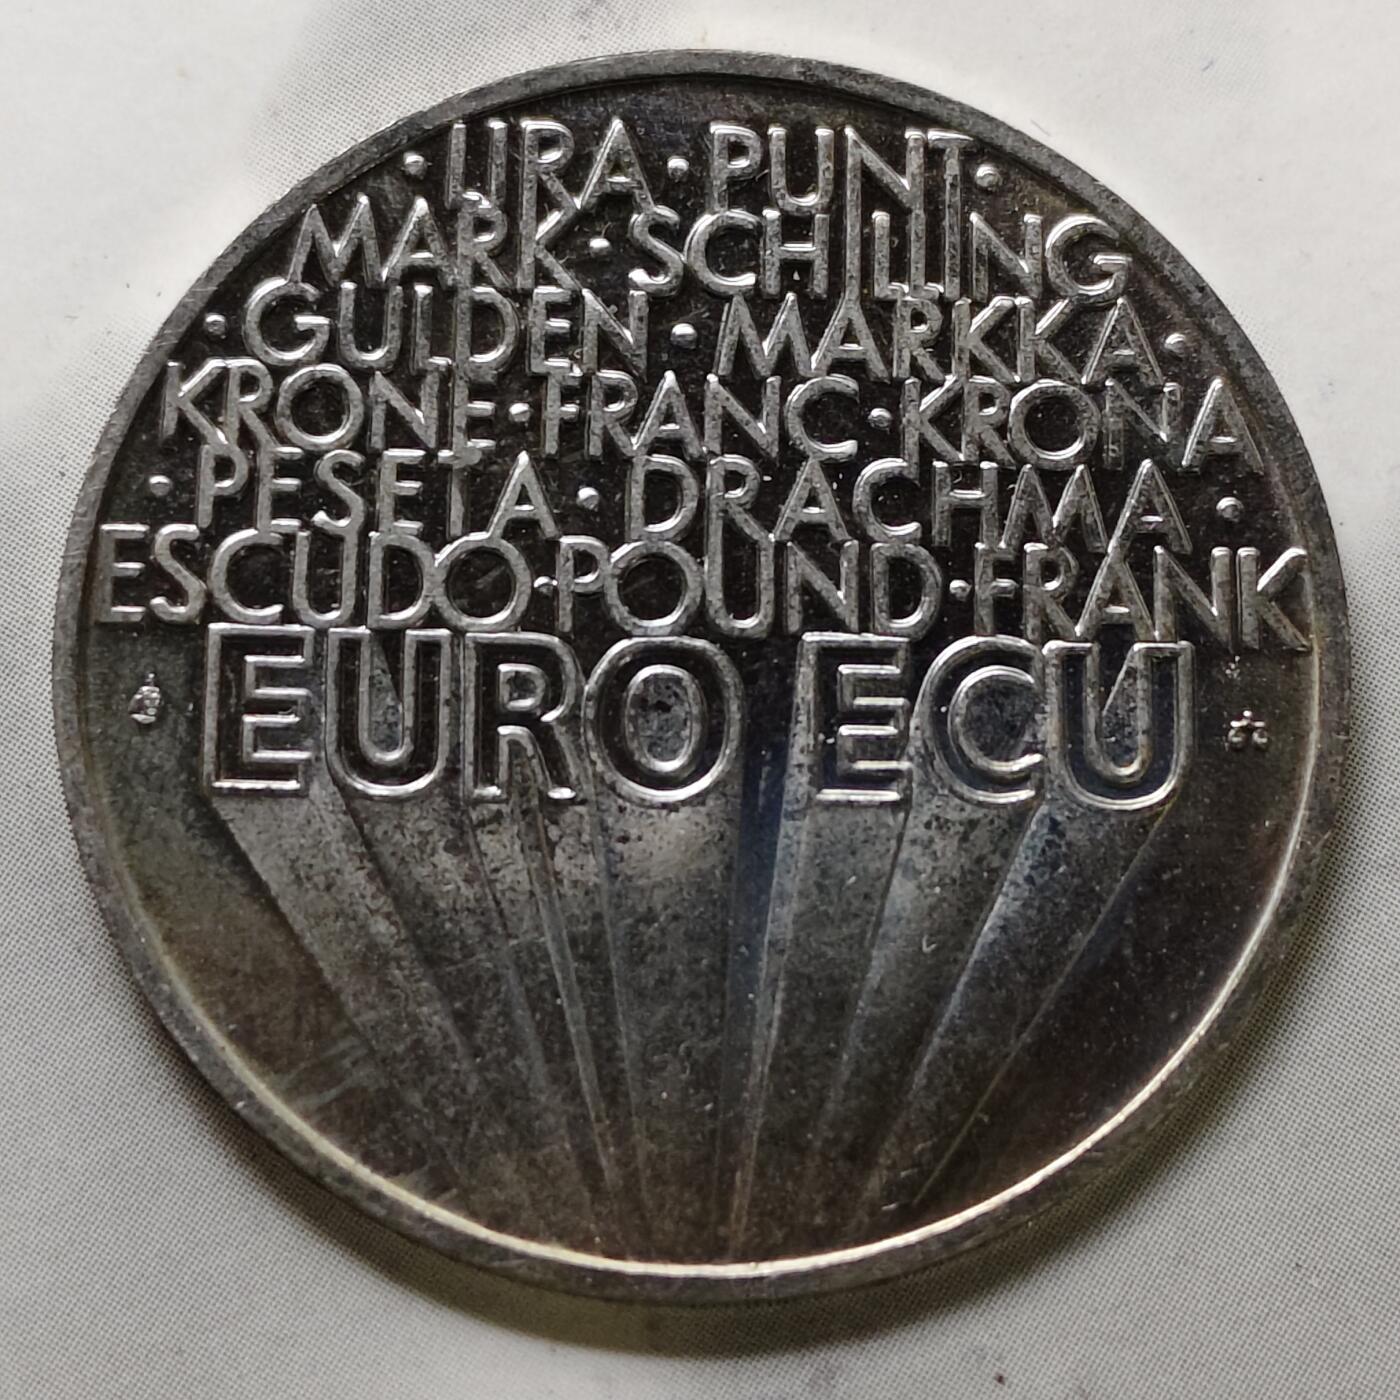 · LIRA · PUNT ·
MARK · SCHILLING
· GULDEN · MARKKA ·
KRONE · FRANC · KRONA
· PESETA · DRACHMA ·
ESCUDO · POUND · FRANK
EURO ECU